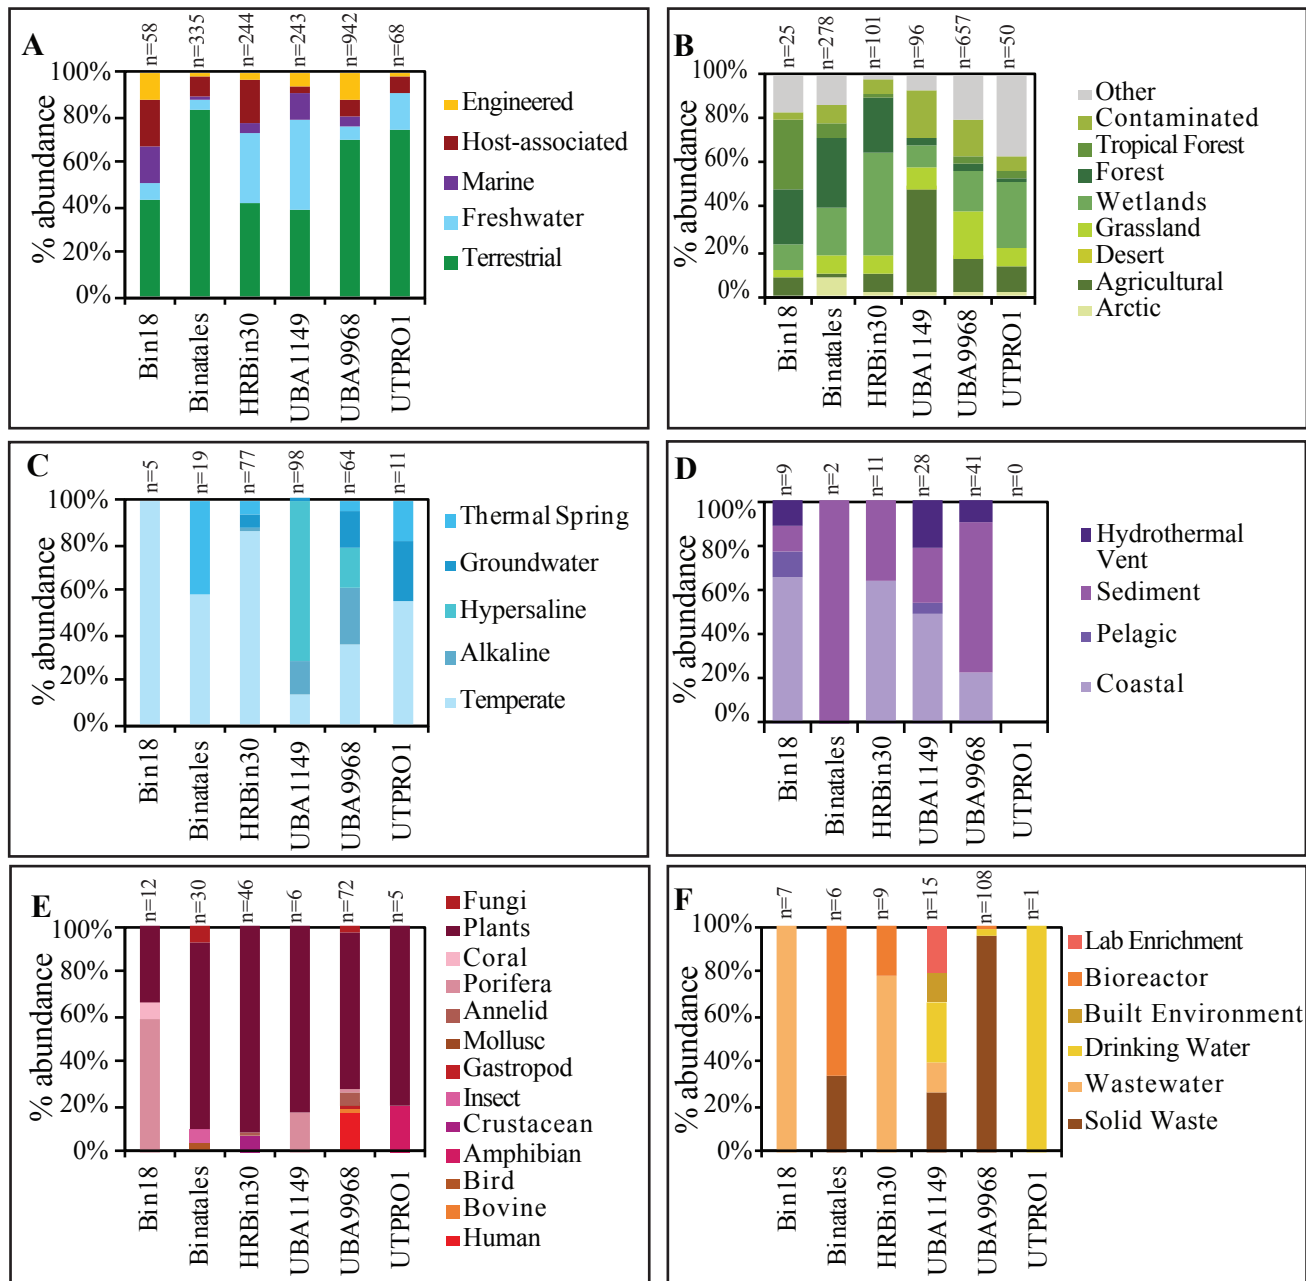 A
n=58
n=335
n=244
n=243
n=942
n=68
% abundance
100%
80%
60%
40%
20%
0%
Bin18
Binatales
HRBin30
UBA1149
UBA9968
UTPRO1
Engineered
Host-associated
Marine
Freshwater
Terrestrial
B
n=25
n=278
n=101
n=96
n=657
n=50
% abundance
100%
80%
60%
40%
20%
0%
Bin18
Binatales
HRBin30
UBA1149
UBA9968
UTPRO1
Other
Contaminated
Tropical Forest
Forest
Wetlands
Grassland
Desert
Agricultural
Arctic
C
n=5
n=19
n=77
n=98
n=64
n=11
% abundance
100%
80%
60%
40%
20%
0%
Bin18
Binatales
HRBin30
UBA1149
UBA9968
UTPRO1
Thermal Spring
Groundwater
Hypersaline
Alkaline
Temperate
D
n=9
n=2
n=11
n=28
n=41
n=0
% abundance
100%
80%
60%
40%
20%
0%
Bin18
Binatales
HRBin30
UBA1149
UBA9968
UTPRO1
Hydrothermal
Vent
Sediment
Pelagic
Coastal
E
n=12
n=30
n=46
n=6
n=72
n=5
% abundance
100%
80%
60%
40%
20%
0%
Bin18
Binatales
HRBin30
UBA1149
UBA9968
UTPRO1
Fungi
Plants
Coral
Porifera
Annelid
Mollusc
Gastropod
Insect
Crustacean
Amphibian
Bird
Bovine
Human
F
n=7
n=6
n=9
n=15
n=108
n=1
% abundance
100%
80%
60%
40%
20%
0%
Bin18
Binatales
HRBin30
UBA1149
UBA9968
UTPRO1
Lab Enrichment
Bioreactor
Built Environment
Drinking Water
Wastewater
Solid Waste